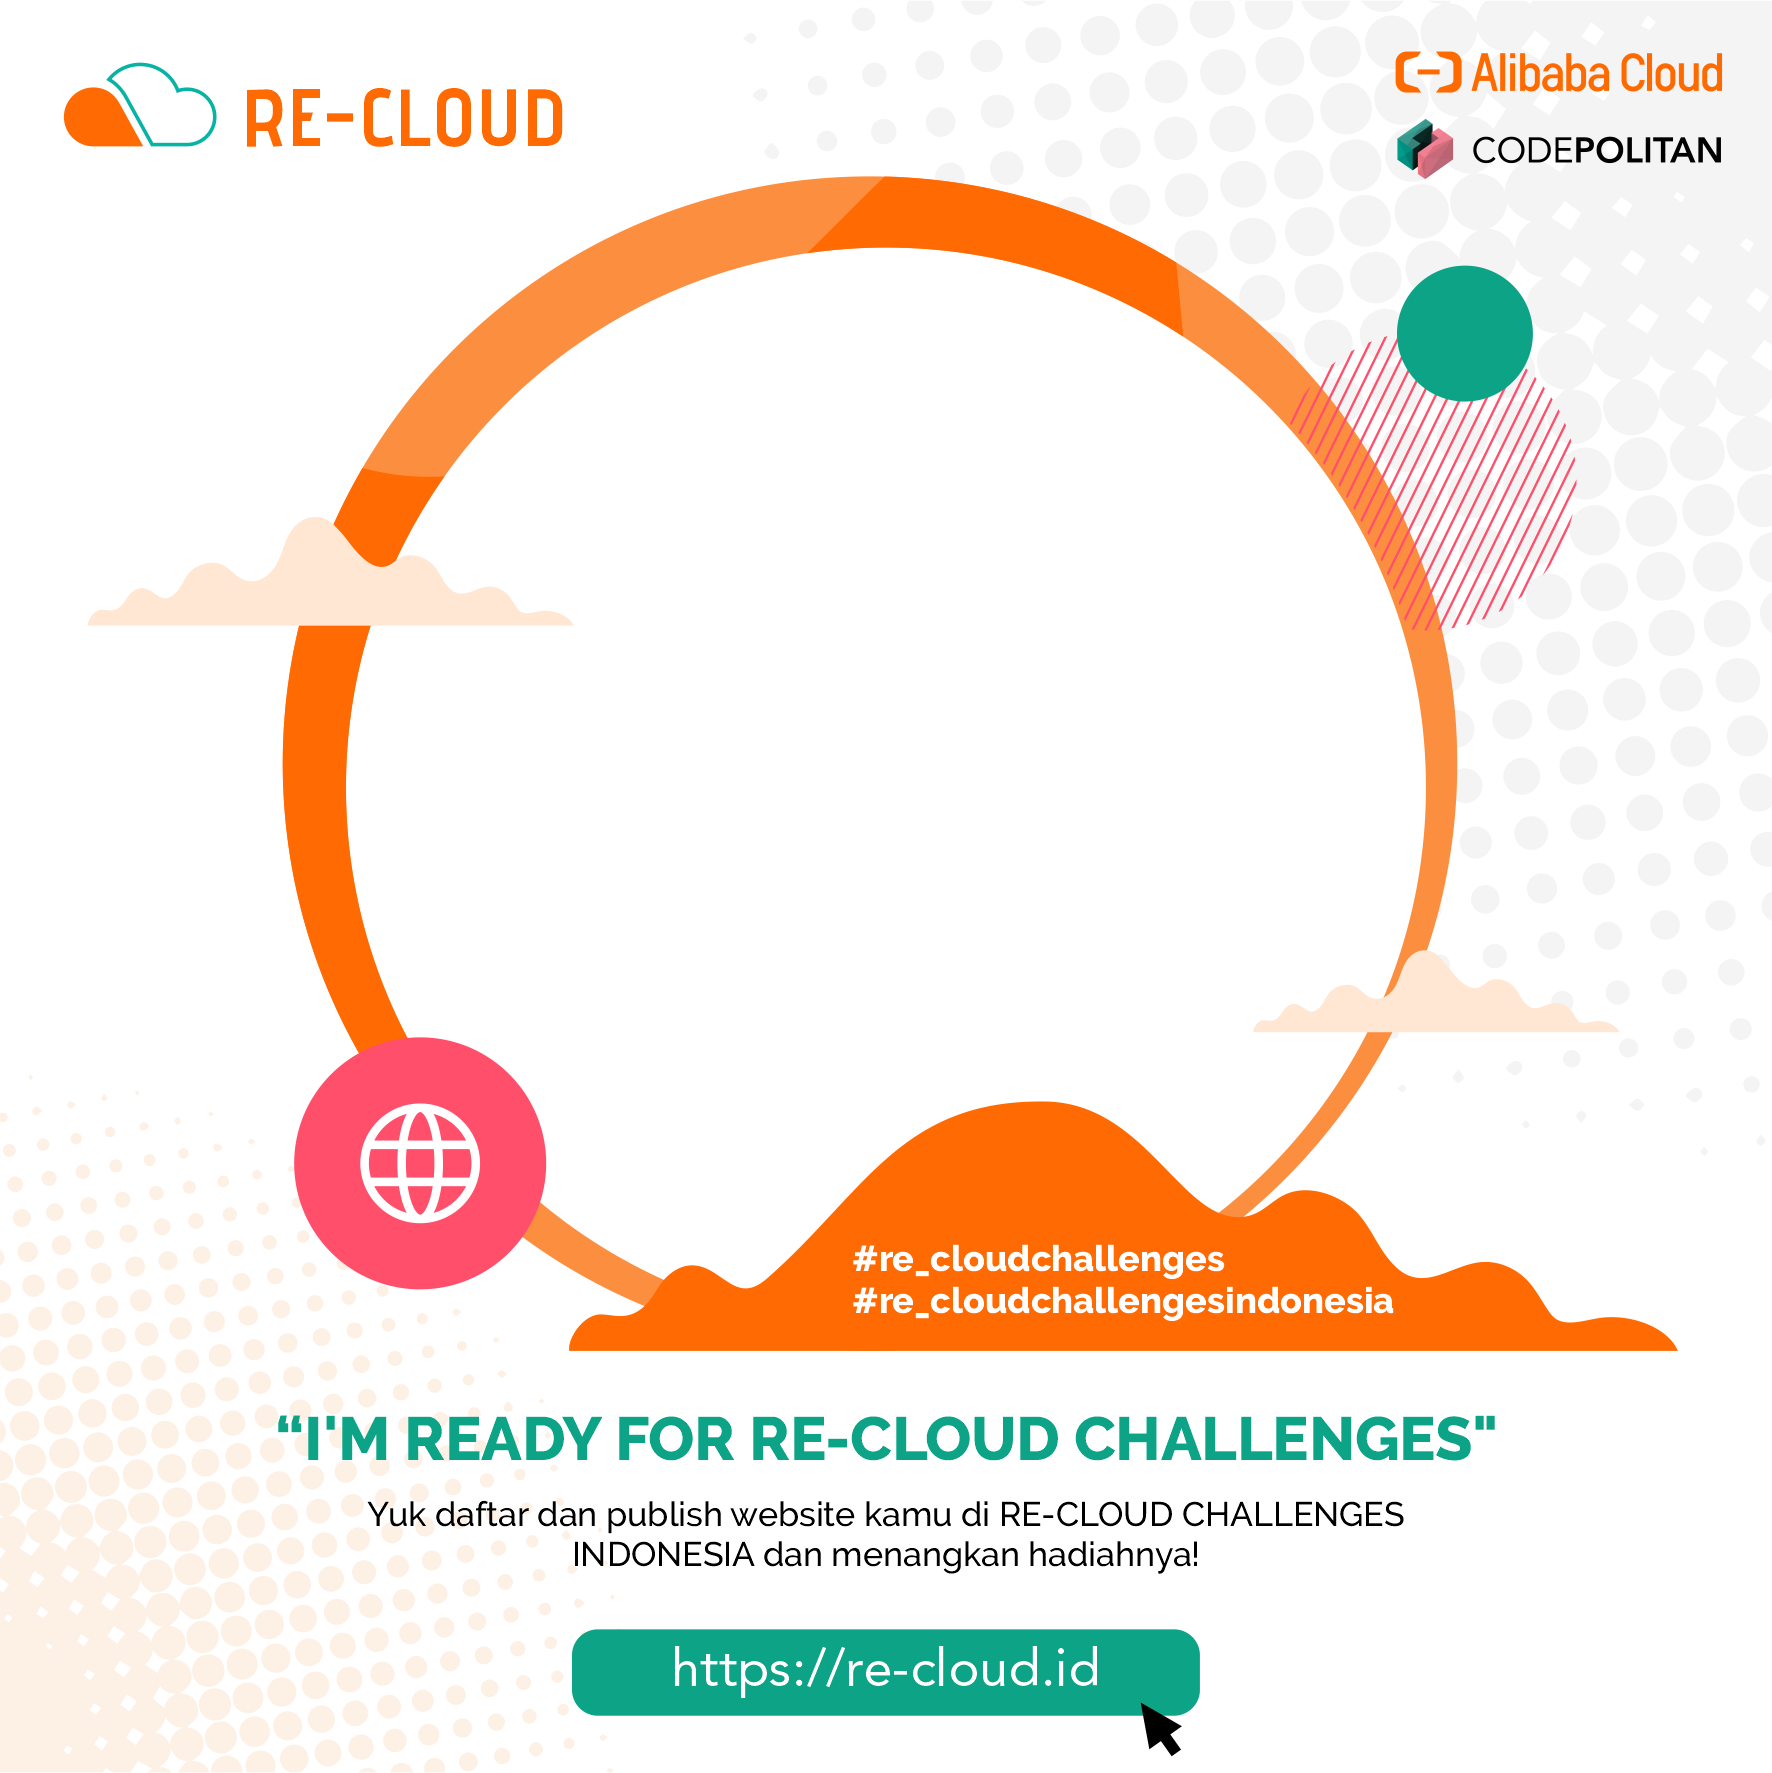 RE-CLOUD
Alibaba Cloud
CODEPOLITAN
#re_cloudchallenges
#re_cloudchallengesindonesia
“I'M READY FOR RE-CLOUD CHALLENGES"
Yuk daftar dan publish website kamu di RE-CLOUD CHALLENGES
INDONESIA dan menangkan hadiahnya!
https://re-cloud.id